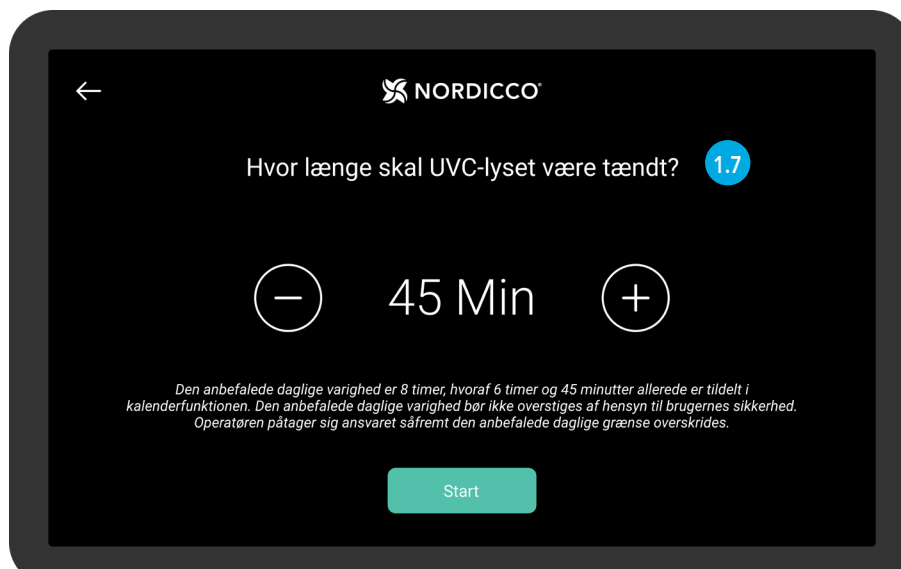 NORDICCO®
Hvor længe skal UVC-lyset være tændt?
1.7
45 Min
Den anbefalede daglige varighed er 8 timer, hvoraf 6 timer og 45 minutter allerede er tildelt i
kalenderfunktionen. Den anbefalede daglige varighed bør ikke overstiges af hensyn til brugernes sikkerhed.
Operatøren påtager sig ansvaret såfremt den anbefalede daglige grænse overskrides.
Start